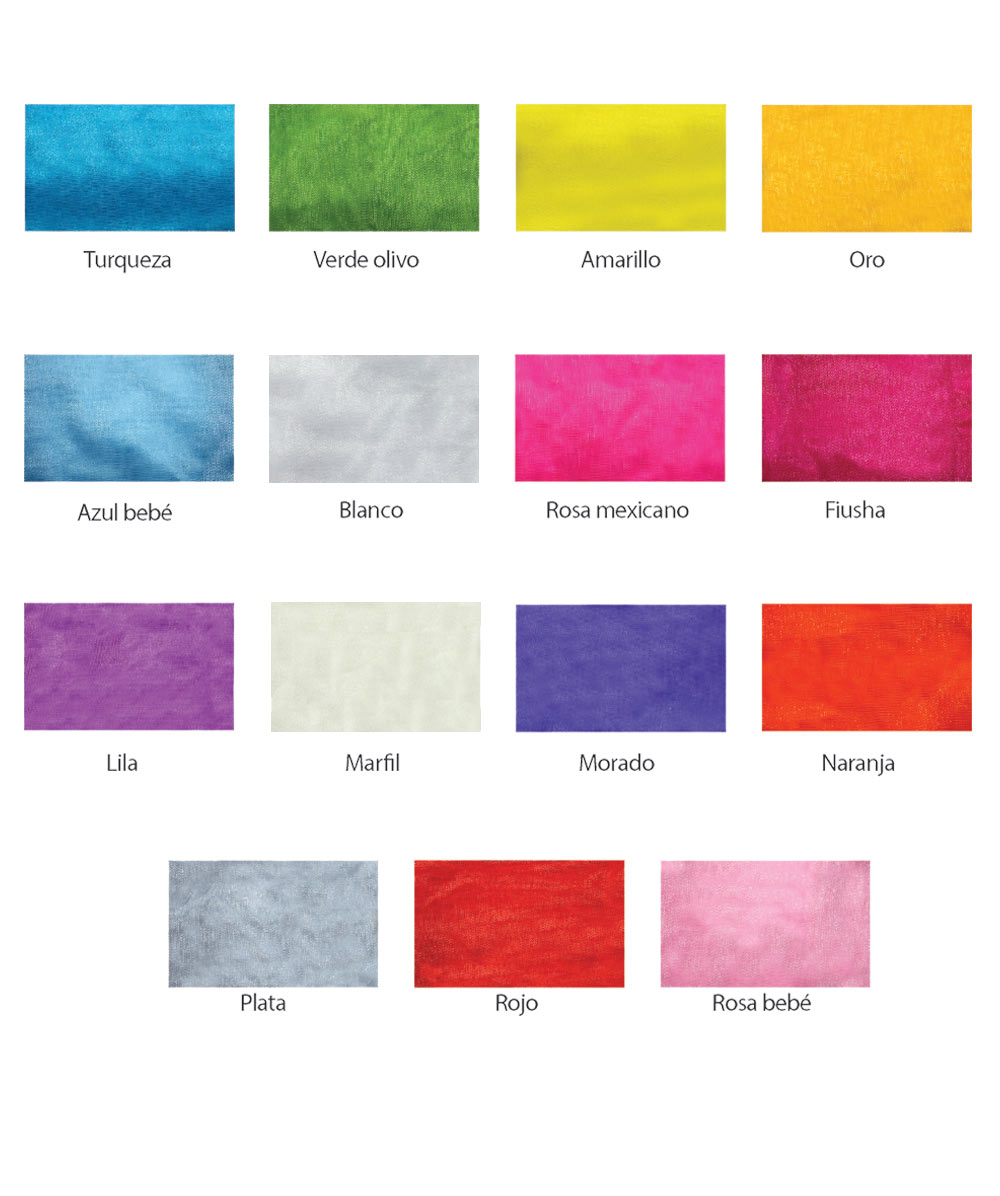 Turqueza
Verde olivo
Amarillo
Oro
Azul bebé
Blanco
Rosa mexicano
Fiusha
Lila
Marfil
Morado
Naranja
Plata
Rojo
Rosa bebé